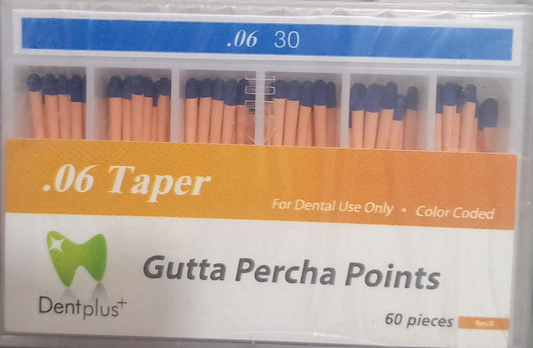 .06 30
.06 Taper
For Dental Use Only • Color Coded
Gutta Percha Points
Dentplus+
60 pieces